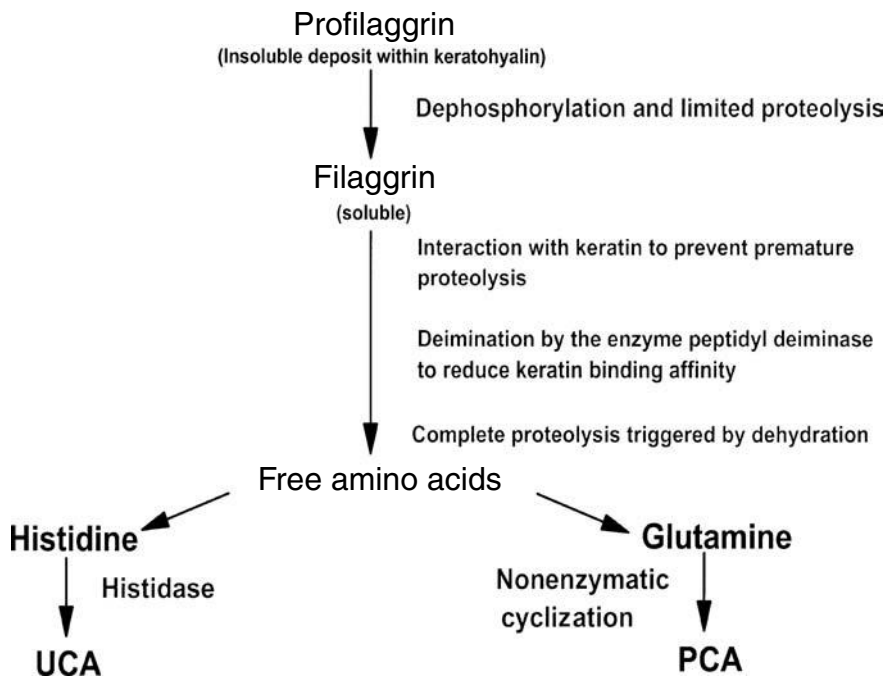 Profilaggrin
(Insoluble deposit within keratohyalin)
Dephosphorylation and limited proteolysis
Filaggrin
(soluble)
Interaction with keratin to prevent premature
proteolysis
Deimination by the enzyme peptidyl deiminase
to reduce keratin binding affinity
Complete proteolysis triggered by dehydration
Free amino acids
Histidine
Glutamine
Histidase
Nonenzymatic
cyclization
UCA
PCA